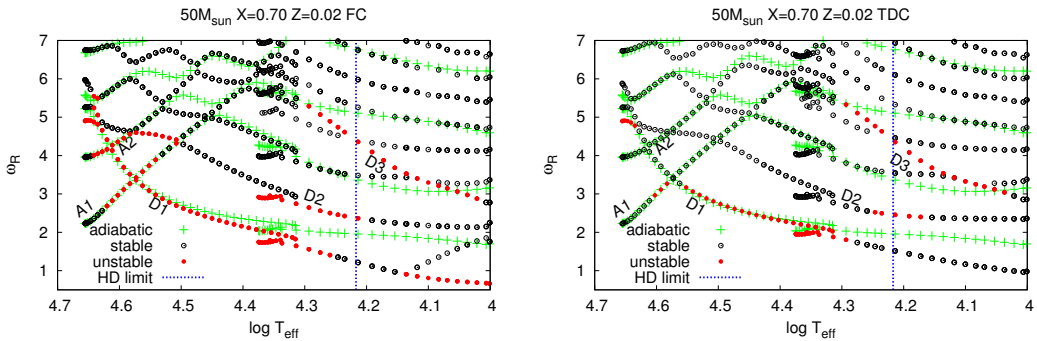 50M_sun X=0.70 Z=0.02 FC
7
6
5
4
3
2
1
ω_R
A1
A2
D1
D2
D3
adiabatic
stable
unstable
HD limit
4.7
4.6
4.5
4.4
4.3
4.2
4.1
4
log T_eff
50M_sun X=0.70 Z=0.02 TDC
7
6
5
4
3
2
1
ω_R
A1
D1
D2
D3
adiabatic
stable
unstable
HD limit
4.7
4.6
4.5
4.4
4.3
4.2
4.1
4
log T_eff